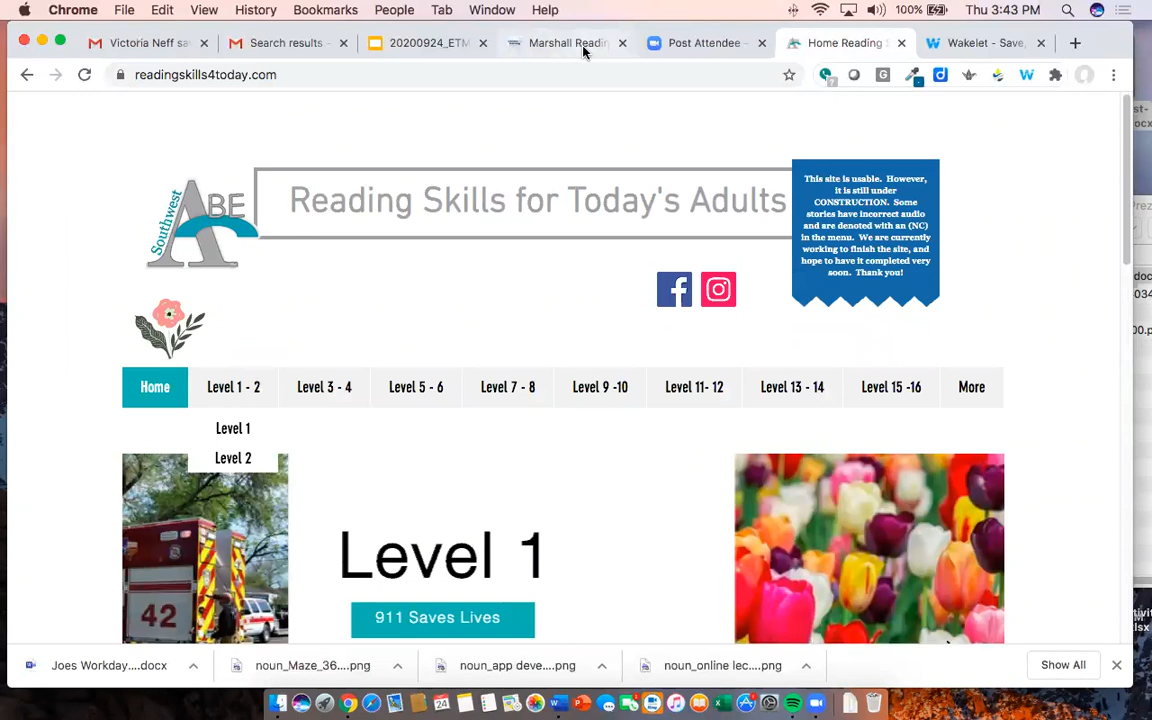 Chrome File Edit View History Bookmarks People Tab Window Help 100% Thu 3:43 PM
Victoria Neff sa Search results - 20200924_ETM Marshall Readin Post Attendee - Home Reading S Wakelet - Save,
readingskills4today.com
Southwest ABE
Reading Skills for Today's Adults
This site is usable. However,
it is still under
CONSTRUCTION. Some
stories have incorrect audio
and are denoted with an (NC)
in the menu. We are currently
working to finish the site, and
hope to have it completed very
soon. Thank you!
Home Level 1 - 2 Level 3 - 4 Level 5 - 6 Level 7 - 8 Level 9 -10 Level 11- 12 Level 13 - 14 Level 15 -16 More
Level 1
Level 2
42
Level 1
911 Saves Lives
Joes Workday....docx noun_Maze_36....png noun_app deve....png noun_online lec....png Show All